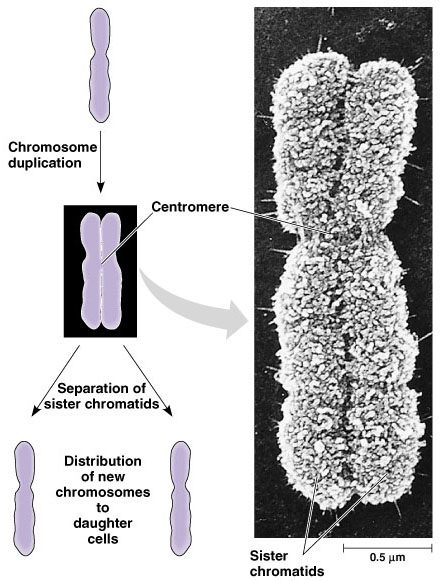 Chromosome
duplication
Centromere
Separation of
sister chromatids
Distribution
of new
chromosomes
to
daughter
cells
Sister
chromatids
0.5 μm